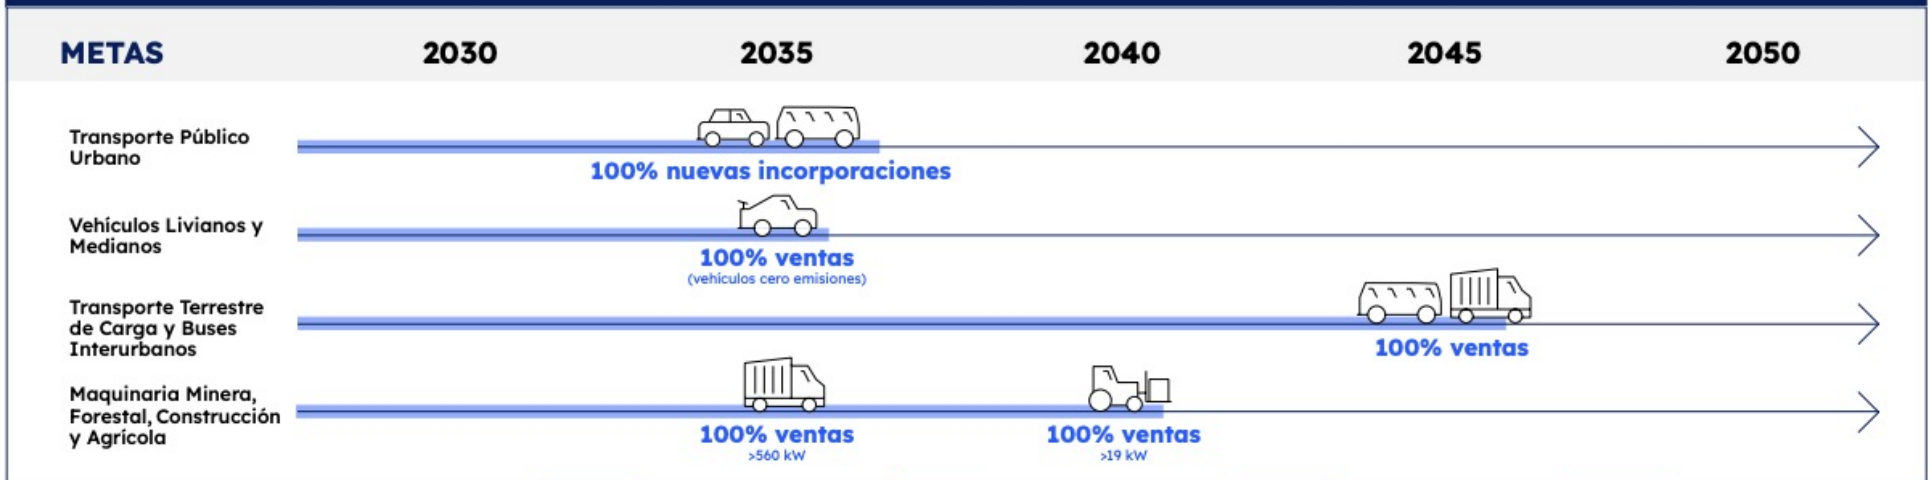 METAS 2030 2035 2040 2045 2050
Transporte Público
Urbano
100% nuevas incorporaciones
Vehículos Livianos y
Medianos
100% ventas
(vehículos cero emisiones)
Transporte Terrestre
de Carga y Buses
Interurbanos
100% ventas
Maquinaria Minera,
Forestal, Construcción
y Agrícola
100% ventas
>560 kW
100% ventas
>19 kW